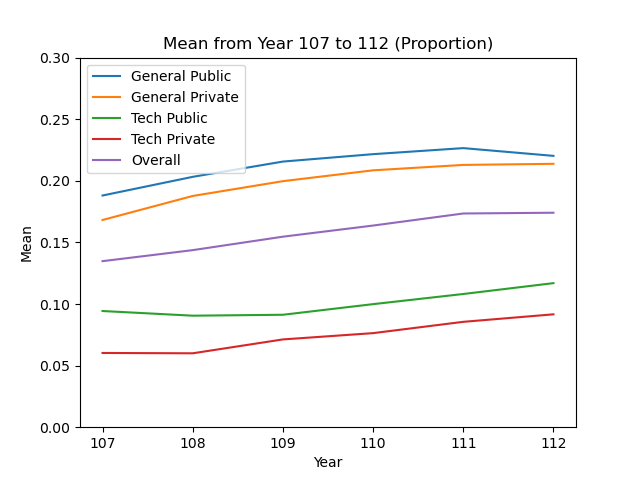 Mean from Year 107 to 112 (Proportion)
0.30
0.25
0.20
0.15
0.10
0.05
0.00
Mean
General Public
General Private
Tech Public
Tech Private
Overall
107 108 109 110 111 112
Year